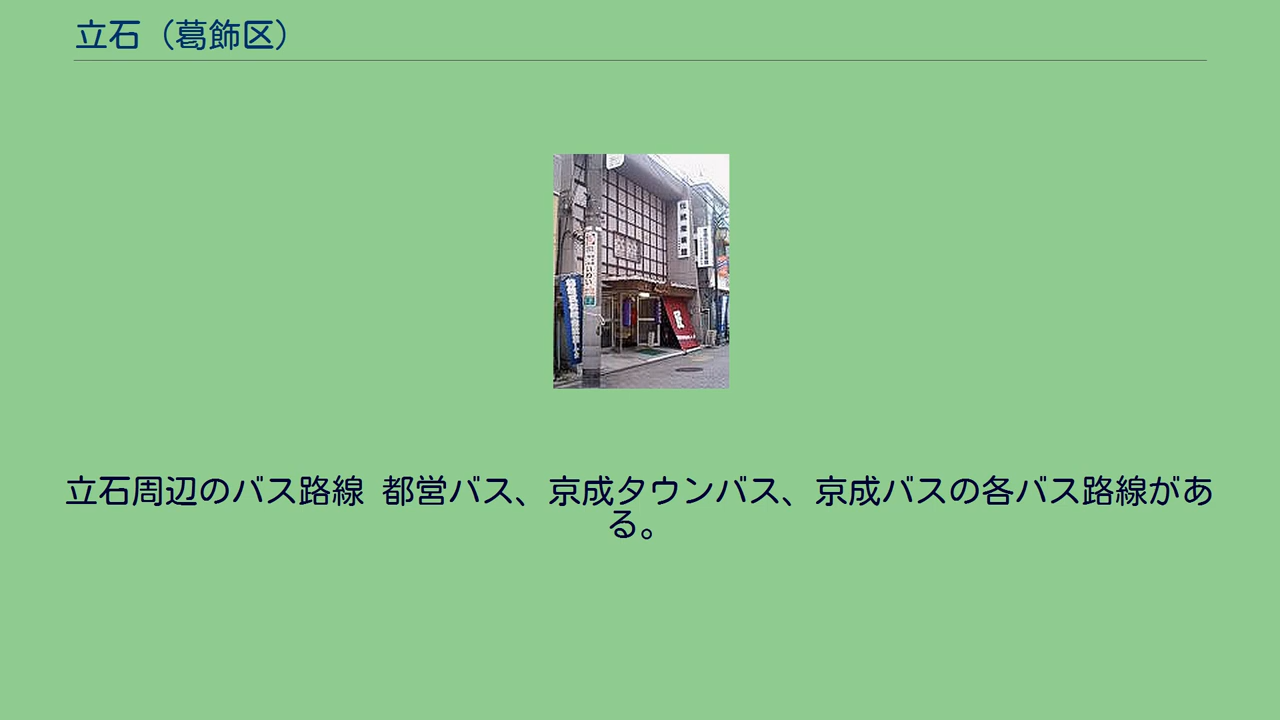 立石（葛飾区）
立石周辺のバス路線 都営バス、京成タウンバス、京成バスの各バス路線があ
る。